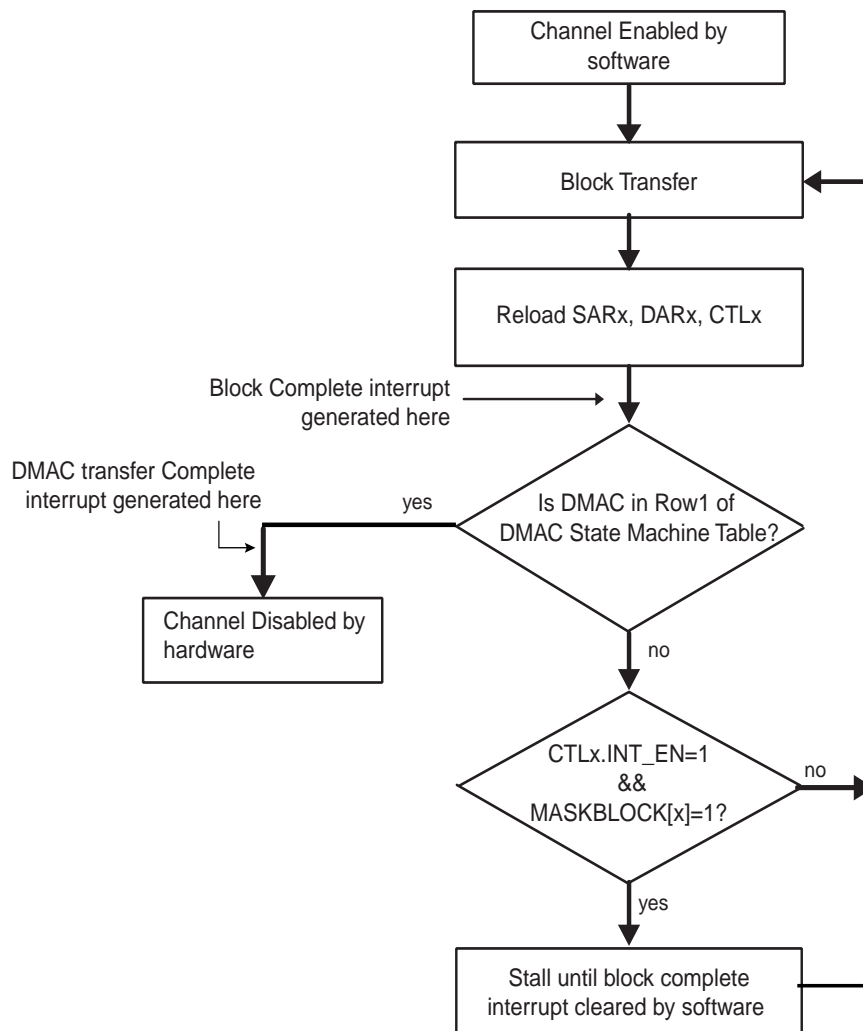 Channel Enabled by
software
Block Transfer
Reload SARx, DARx, CTLx
Block Complete interrupt
generated here
DMAC transfer Complete
interrupt generated here
yes
Is DMAC in Row1 of
DMAC State Machine Table?
Channel Disabled by
hardware
no
CTLx.INT_EN=1
&&
MASKBLOCK[x]=1?
no
yes
Stall until block complete
interrupt cleared by software